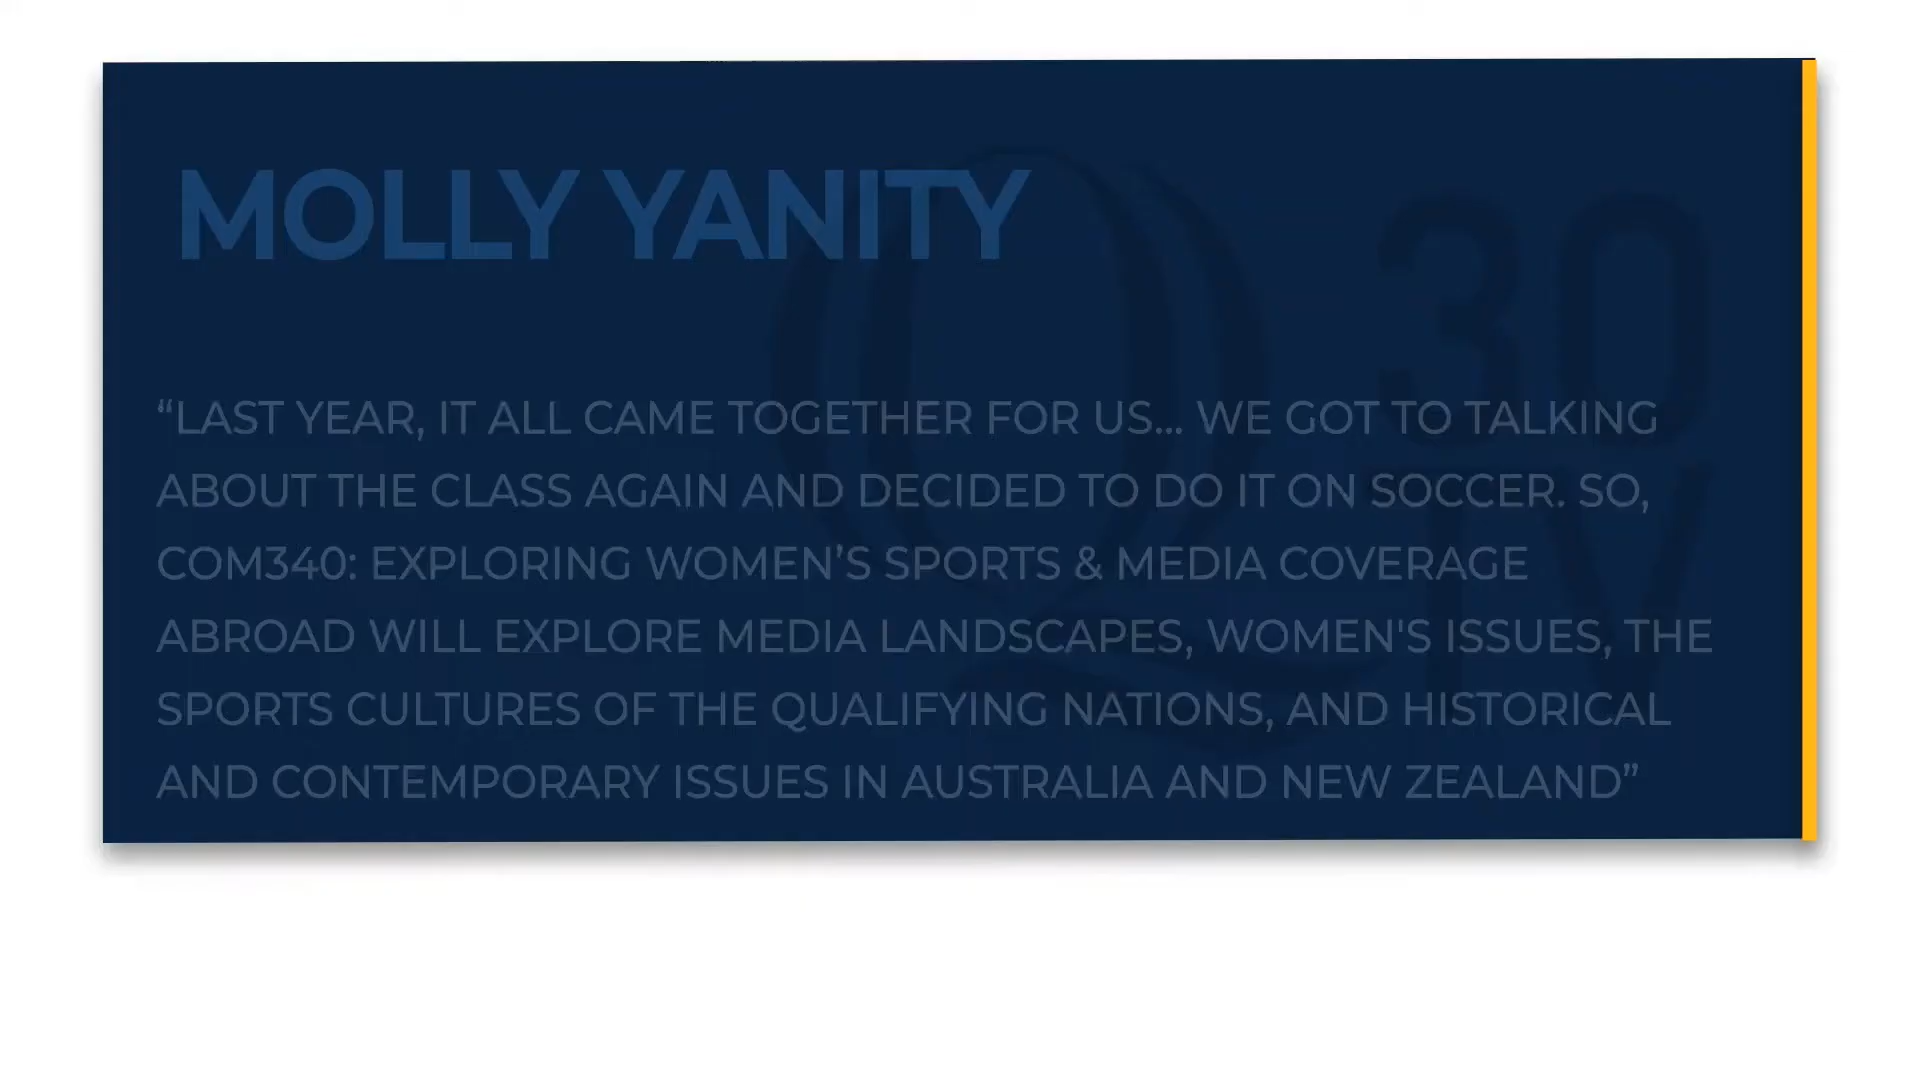 MOLLY YANITY
“LAST YEAR, IT ALL CAME TOGETHER FOR US... WE GOT TO TALKING
ABOUT THE CLASS AGAIN AND DECIDED TO DO IT ON SOCCER. SO,
COM340: EXPLORING WOMEN’S SPORTS & MEDIA COVERAGE
ABROAD WILL EXPLORE MEDIA LANDSCAPES, WOMEN'S ISSUES, THE
SPORTS CULTURES OF THE QUALIFYING NATIONS, AND HISTORICAL
AND CONTEMPORARY ISSUES IN AUSTRALIA AND NEW ZEALAND”
Q 30
TV